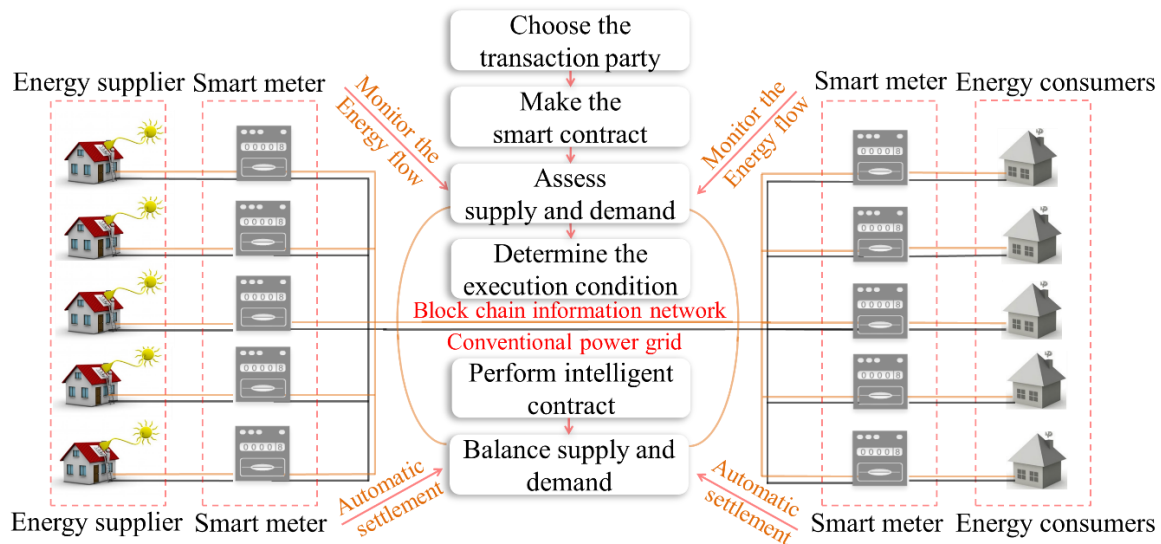 Choose the
transaction party
Energy supplier
Smart meter
Smart meter
Energy consumers
Monitor the
Energy flow
Make the
smart contract
Monitor the
Energy flow
Assess
supply and demand
Determine the
execution condition
Block chain information network
Conventional power grid
Perform intelligent
contract
Balance supply and
demand
Automatic
settlement
Automatic
settlement
Energy supplier
Smart meter
Smart meter
Energy consumers
00008
00008
00008
00008
00008
00008
00008
00008
00008
00008